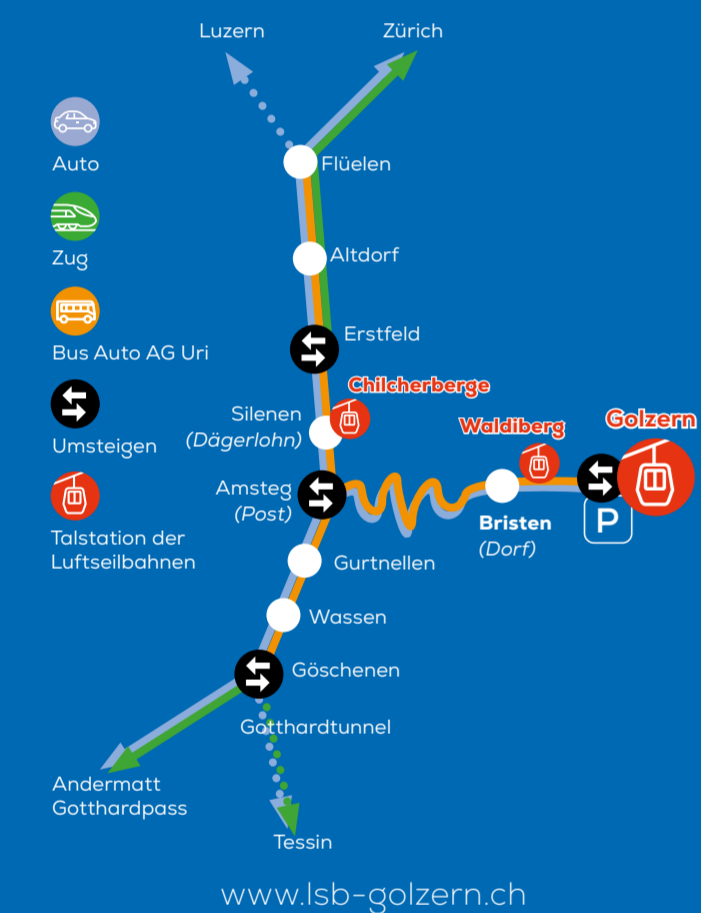 Luzern
Zürich
Auto
Zug
Bus Auto AG Uri
Umsteigen
Talstation der
Luftseilbahnen
Flüelen
Altdorf
Erstfeld
Chilcherberge
Silenen
(Dägerlohn)
Waldiberg
Golzern
Amsteg
(Post)
P
Bristen
(Dorf)
Gurtnellen
Wassen
Göschenen
Gotthardtunnel
Andermatt
Gotthardpass
Tessin
www.lsb-golzern.ch